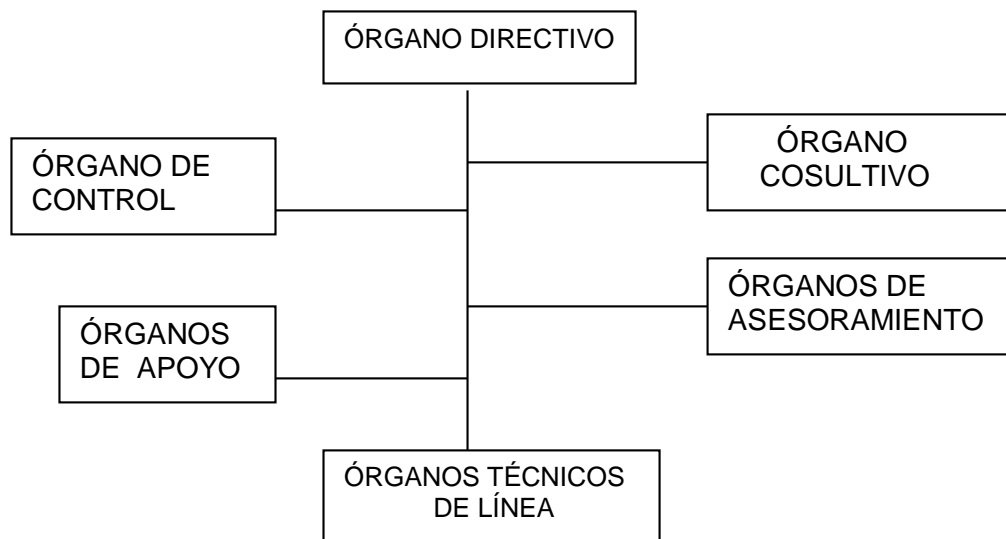 ÓRGANO DIRECTIVO
ÓRGANO DE
CONTROL
ÓRGANO
COSULTIVO
ÓRGANOS DE
ASESORAMIENTO
ÓRGANOS
DE APOYO
ÓRGANOS TÉCNICOS
DE LÍNEA